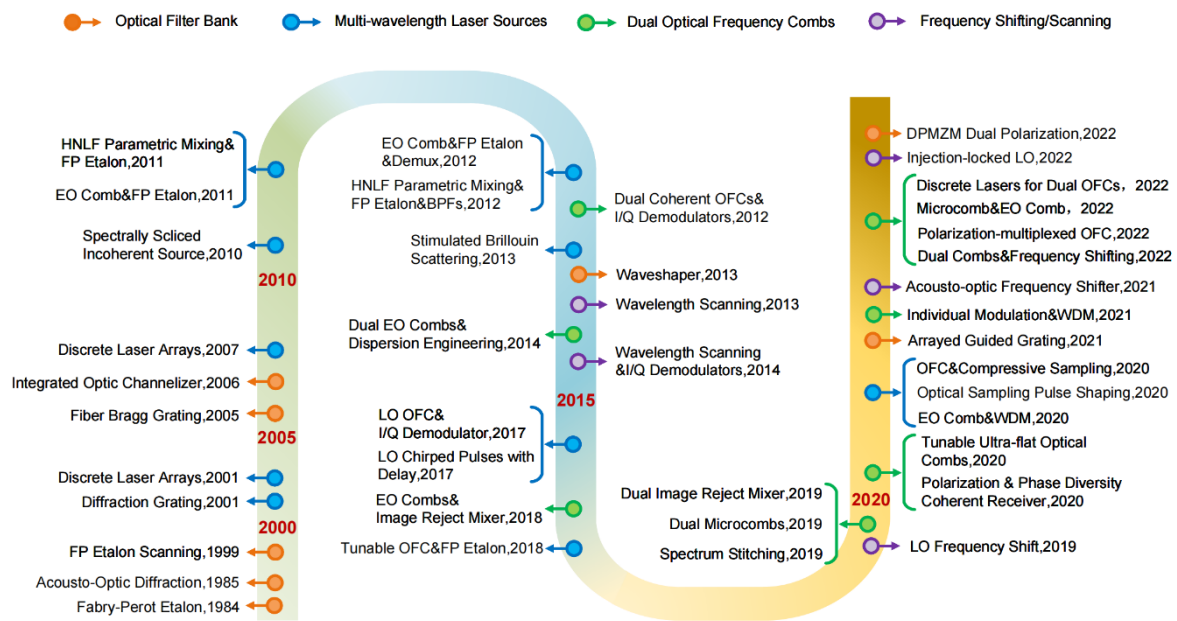 Optical Filter Bank
Multi-wavelength Laser Sources
Dual Optical Frequency Combs
Frequency Shifting/Scanning
HNLF Parametric Mixing&
FP Etalon,2011
EO Comb&FP Etalon,2011
Spectrally Scliced
Incoherent Source,2010
2010
Discrete Laser Arrays,2007
Integrated Optic Channelizer,2006
Fiber Bragg Grating,2005
2005
Discrete Laser Arrays,2001
Diffraction Grating,2001
2000
FP Etalon Scanning,1999
Acousto-Optic Diffraction,1985
Fabry-Perot Etalon,1984
EO Comb&FP Etalon
&Demux,2012
HNLF Parametric Mixing&
FP Etalon&BPFs,2012
Dual Coherent OFCs&
I/Q Demodulators,2012
Stimulated Brillouin
Scattering,2013
Waveshaper,2013
Wavelength Scanning,2013
Dual EO Combs&
Dispersion Engineering,2014
Wavelength Scanning
&I/Q Demodulators,2014
2015
LO OFC&
I/Q Demodulator,2017
LO Chirped Pulses with
Delay,2017
EO Combs&
Image Reject Mixer,2018
Tunable OFC&FP Etalon,2018
Dual Image Reject Mixer,2019
Dual Microcombs,2019
Spectrum Stitching,2019
DPMZM Dual Polarization,2022
Injection-locked LO,2022
Discrete Lasers for Dual OFCs，2022
Microcomb&EO Comb，2022
Polarization-multiplexed OFC,2022
Dual Combs&Frequency Shifting,2022
Acousto-optic Frequency Shifter,2021
Individual Modulation&WDM,2021
Arrayed Guided Grating,2021
OFC&Compressive Sampling,2020
Optical Sampling Pulse Shaping,2020
EO Comb&WDM,2020
Tunable Ultra-flat Optical
Combs,2020
Polarization & Phase Diversity
Coherent Receiver,2020
2020
LO Frequency Shift,2019